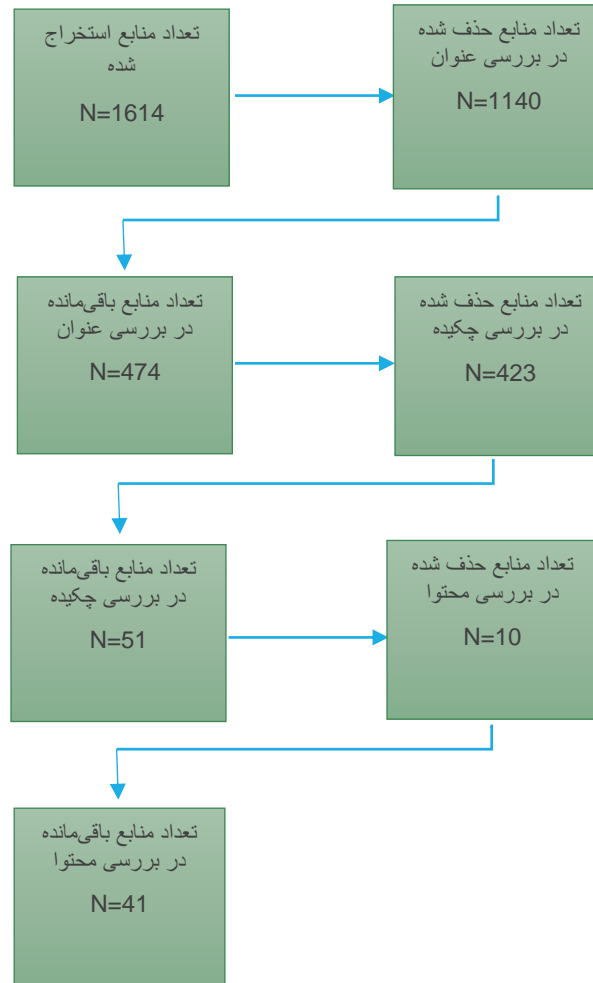 تعداد منابع استخراج
شده
N=1614
تعداد منابع حذف شده
در بررسی عنوان
N=1140
تعداد منابع باقی‌مانده
در بررسی عنوان
N=474
تعداد منابع حذف شده
در بررسی چکیده
N=423
تعداد منابع باقی‌مانده
در بررسی چکیده
N=51
تعداد منابع حذف شده
در بررسی محتوا
N=10
تعداد منابع باقی‌مانده
در بررسی محتوا
N=41